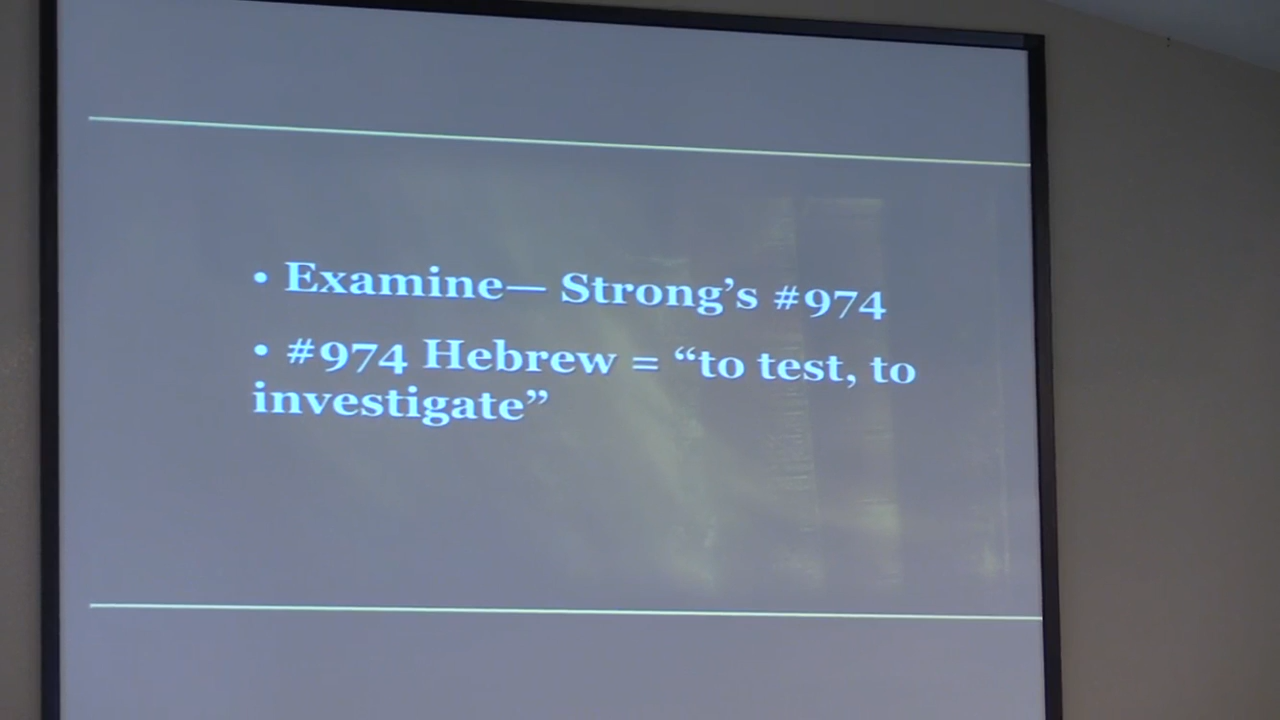 • Examine— Strong’s #974
• #974 Hebrew = “to test, to
investigate”